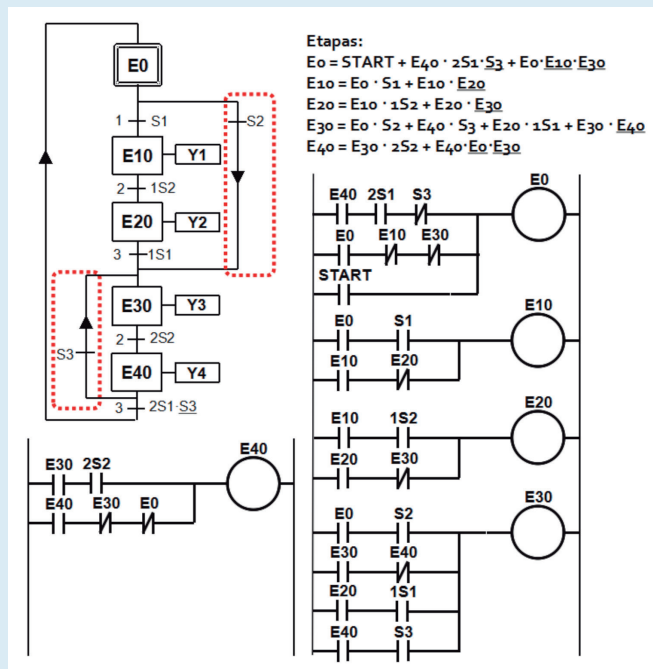 Etapas:
E0 = START + E40 · 2S1·S3 + E0·E10·E30
E10 = E0 · S1 + E10 · E20
E20 = E10 · 1S2 + E20 · E30
E30 = E0 · S2 + E40 · S3 + E20 · 1S1 + E30 · E40
E40 = E30 · 2S2 + E40·E0·E30
E0
1 S1 S2
E10 Y1
2 1S2
E20 Y2
3 1S1
E30 Y3
2 2S2
S3
E40 Y4
3 2S1·S3
E40
E30 2S2
E40 E30 E0
E0
E40 2S1 S3
E0 E10 E30
START
E10
E0 S1
E10 E20
E20
E10 1S2
E20 E30
E30
E0 S2
E30 E40
E20 1S1
E40 S3